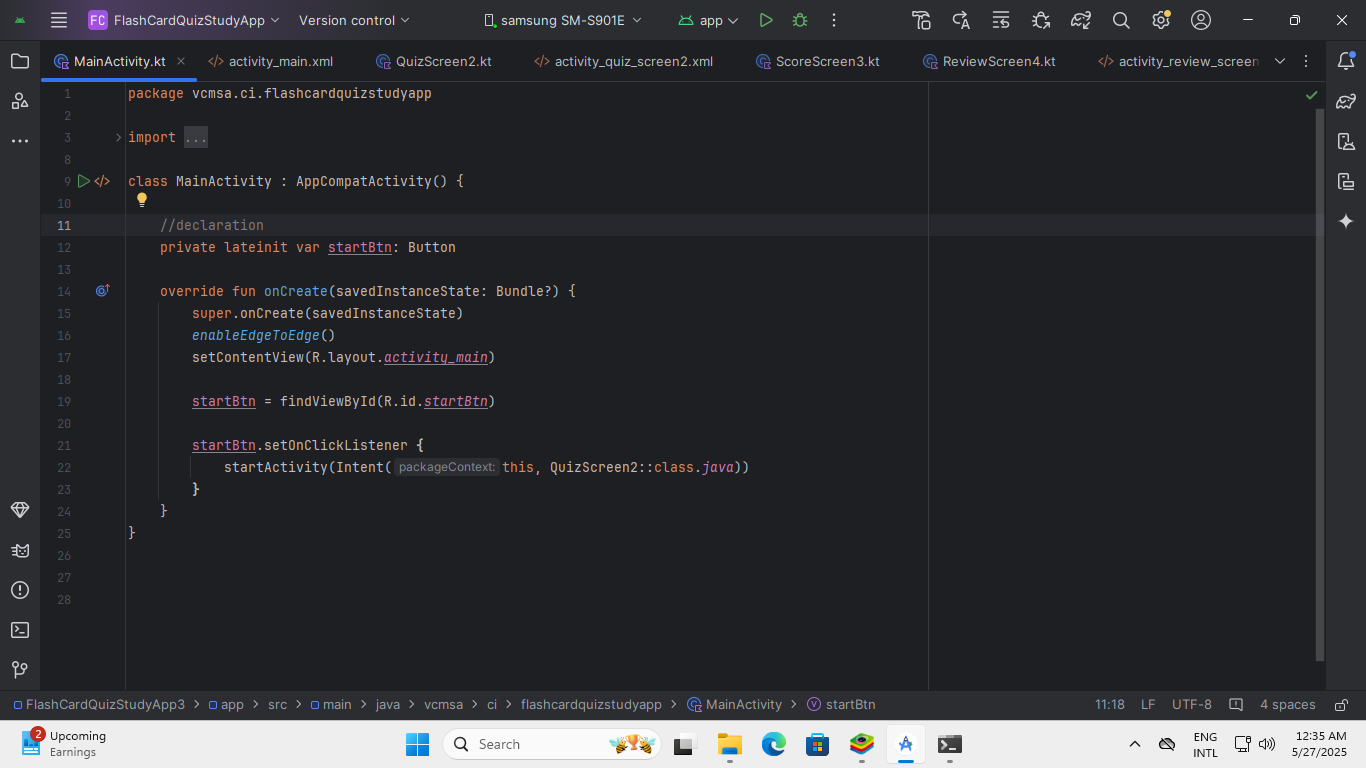 FC FlashCardQuizStudyApp Version control samsung SM-S901E app
MainActivity.kt activity_main.xml QuizScreen2.kt activity_quiz_screen2.xml ScoreScreen3.kt ReviewScreen4.kt activity_review_screen
1 package vcmsa.ci.flashcardquizstudyapp
2
3 import ...
8
9 class MainActivity : AppCompatActivity() {
10
11 //declaration
12 private lateinit var startBtn: Button
13
14 override fun onCreate(savedInstanceState: Bundle?) {
15 super.onCreate(savedInstanceState)
16 enableEdgeToEdge()
17 setContentView(R.layout.activity_main)
18
19 startBtn = findViewById(R.id.startBtn)
20
21 startBtn.setOnClickListener {
22 startActivity(Intent( packageContext: this, QuizScreen2::class.java))
23 }
24 }
25 }
26
27
28
FlashCardQuizStudyApp3 > app > src > main > java > vcmsa > ci > flashcardquizstudyapp > MainActivity > startBtn 11:18 LF UTF-8 4 spaces
2 Upcoming
Earnings
Search
ENG
INTL
12:35 AM
5/27/2025